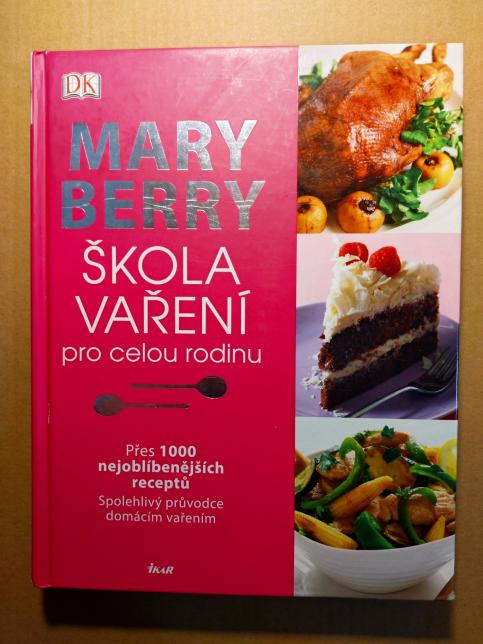 DK
MARY
BERRY
ŠKOLA
VAŘENÍ
pro celou rodinu
Přes 1000
nejoblíbenějších
receptů
Spolehlivý průvodce
domácím vařením
IKAR